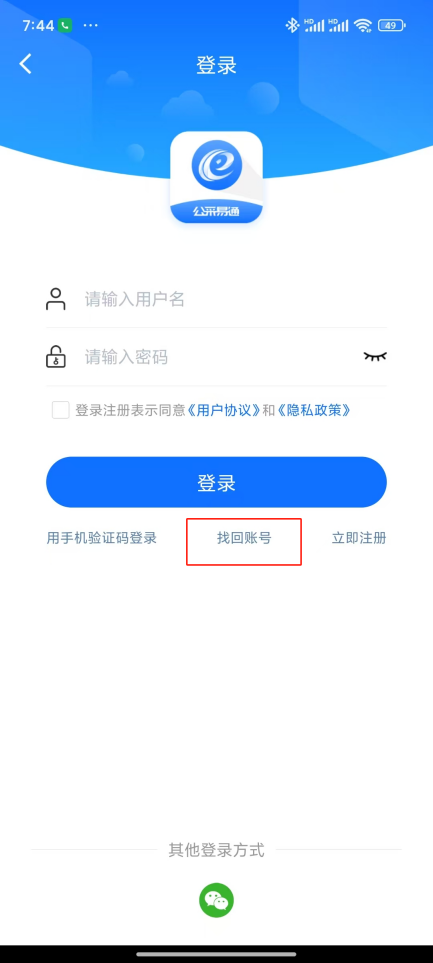 7:44 ... HD HD 49
登录
公采易通
请输入用户名
请输入密码
登录注册表示同意《用户协议》和《隐私政策》
登录
用手机验证码登录 找回账号 立即注册
其他登录方式